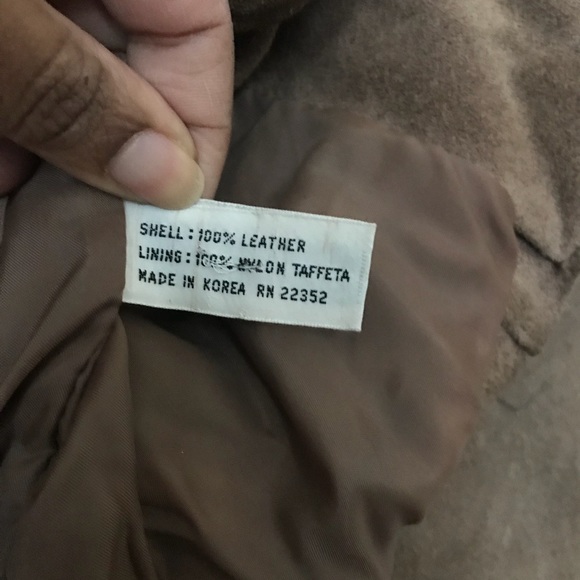 SHELL: 100% LEATHER
LINING: 100% NYLON TAFFETA
MADE IN KOREA RN 22352